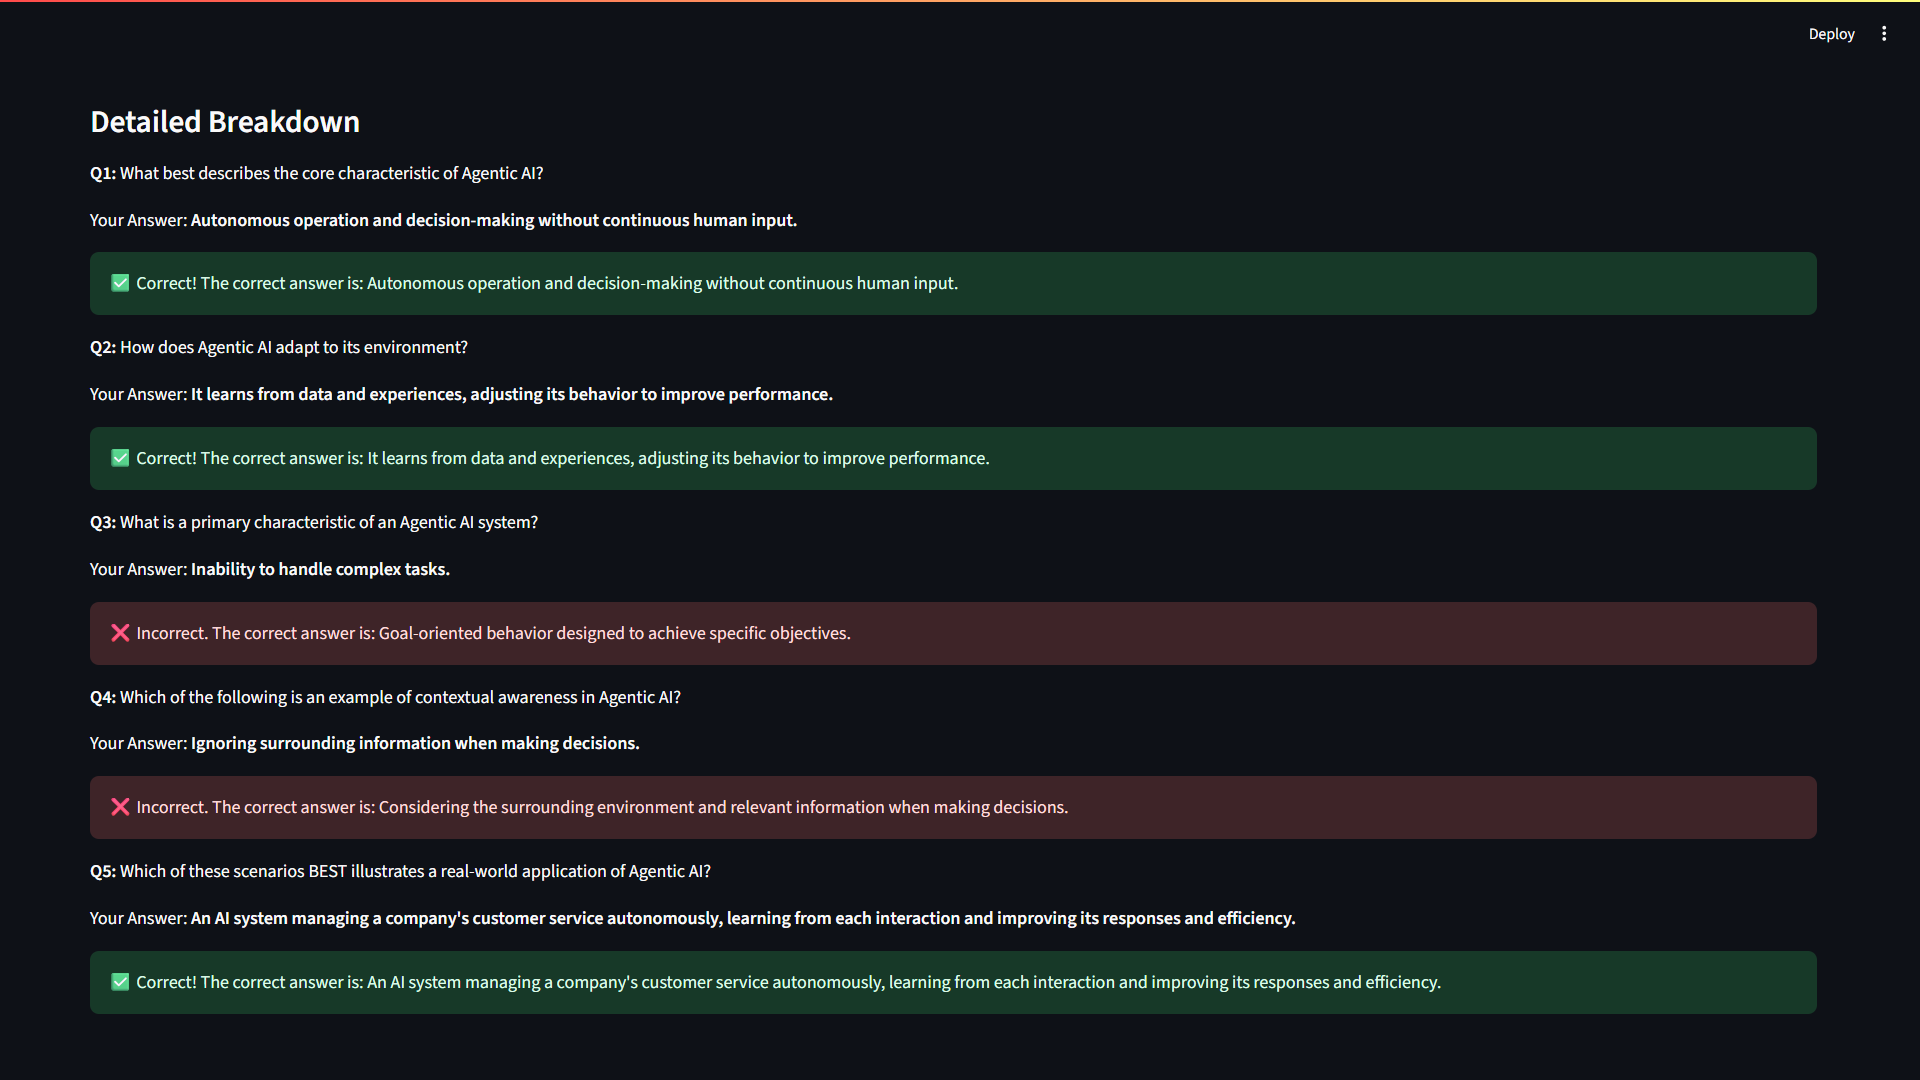 Deploy
Detailed Breakdown
Q1: What best describes the core characteristic of Agentic AI?
Your Answer: Autonomous operation and decision-making without continuous human input.
✅ Correct! The correct answer is: Autonomous operation and decision-making without continuous human input.
Q2: How does Agentic AI adapt to its environment?
Your Answer: It learns from data and experiences, adjusting its behavior to improve performance.
✅ Correct! The correct answer is: It learns from data and experiences, adjusting its behavior to improve performance.
Q3: What is a primary characteristic of an Agentic AI system?
Your Answer: Inability to handle complex tasks.
❌ Incorrect. The correct answer is: Goal-oriented behavior designed to achieve specific objectives.
Q4: Which of the following is an example of contextual awareness in Agentic AI?
Your Answer: Ignoring surrounding information when making decisions.
❌ Incorrect. The correct answer is: Considering the surrounding environment and relevant information when making decisions.
Q5: Which of these scenarios BEST illustrates a real-world application of Agentic AI?
Your Answer: An AI system managing a company's customer service autonomously, learning from each interaction and improving its responses and efficiency.
✅ Correct! The correct answer is: An AI system managing a company's customer service autonomously, learning from each interaction and improving its responses and efficiency.